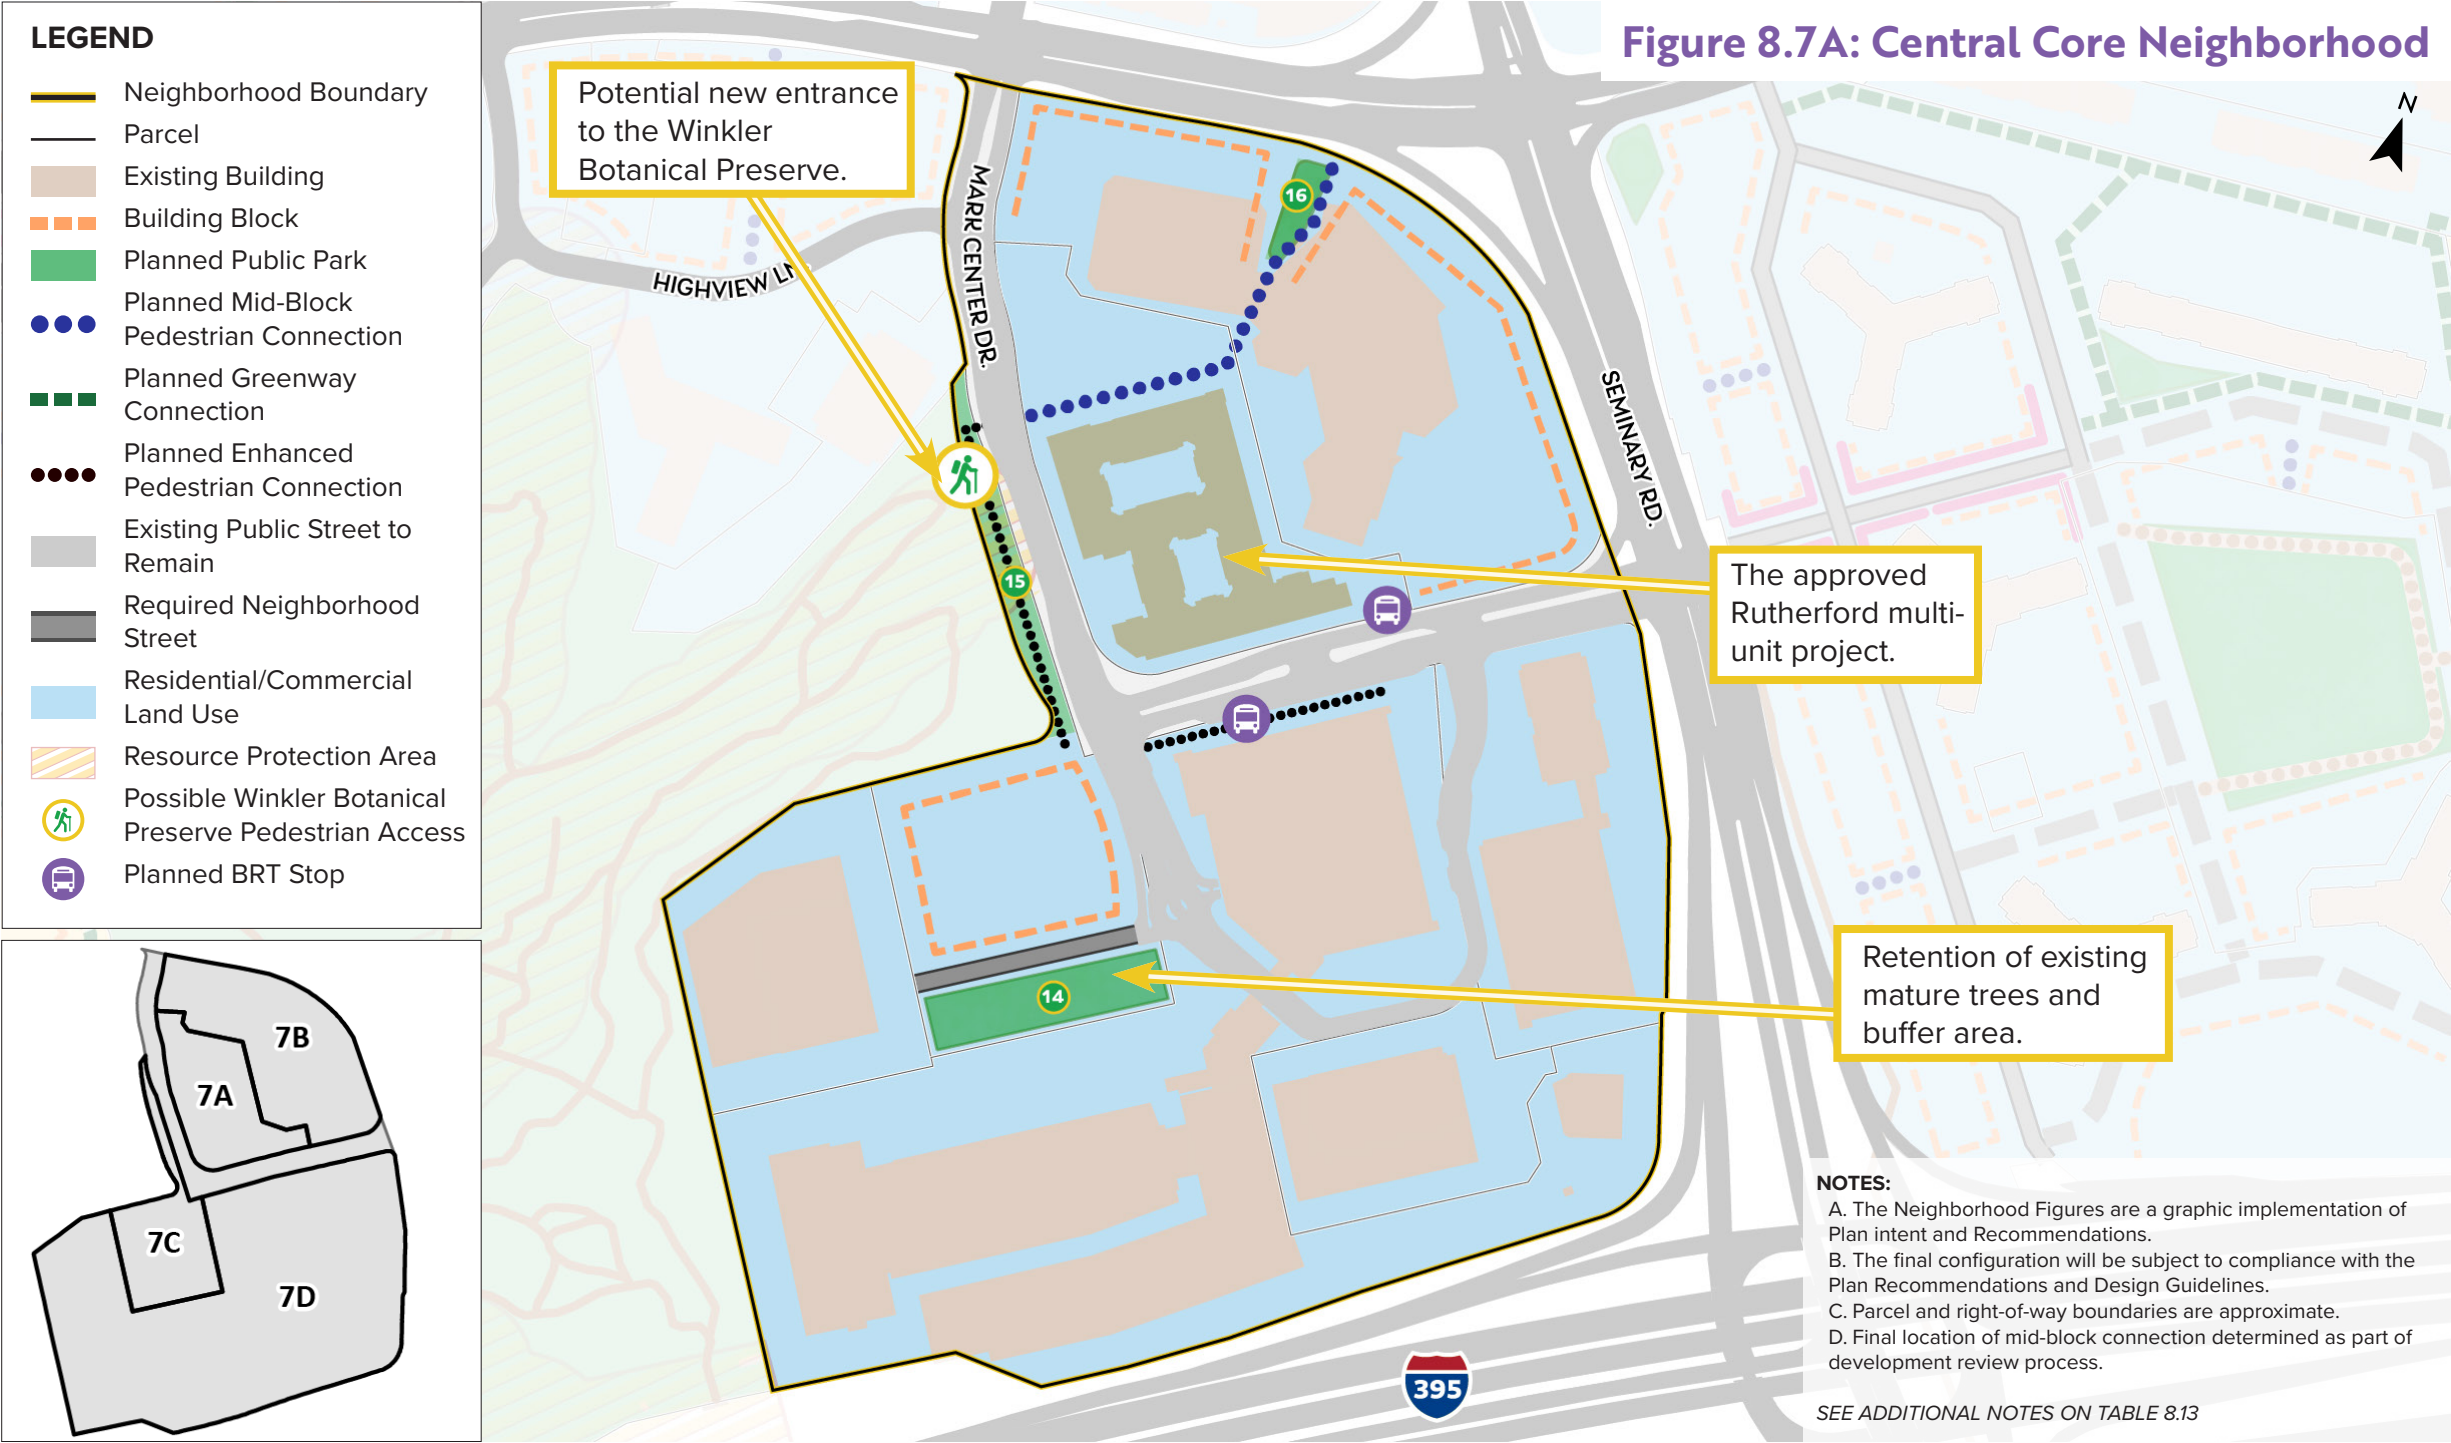 Figure 8.7A: Central Core Neighborhood
LEGEND
Neighborhood Boundary
Parcel
Existing Building
Building Block
Planned Public Park
Planned Mid-Block
Pedestrian Connection
Planned Greenway
Connection
Planned Enhanced
Pedestrian Connection
Existing Public Street to
Remain
Required Neighborhood
Street
Residential/Commercial
Land Use
Resource Protection Area
Possible Winkler Botanical
Preserve Pedestrian Access
Planned BRT Stop
7B
7A
7C
7D
Potential new entrance
to the Winkler
Botanical Preserve.
N
MARK CENTER DR.
HIGHVIEW LN
16
SEMINARY RD.
15
The approved
Rutherford multi-
unit project.
14
Retention of existing
mature trees and
buffer area.
395
NOTES:
A. The Neighborhood Figures are a graphic implementation of
Plan intent and Recommendations.
B. The final configuration will be subject to compliance with the
Plan Recommendations and Design Guidelines.
C. Parcel and right-of-way boundaries are approximate.
D. Final location of mid-block connection determined as part of
development review process.
SEE ADDITIONAL NOTES ON TABLE 8.13